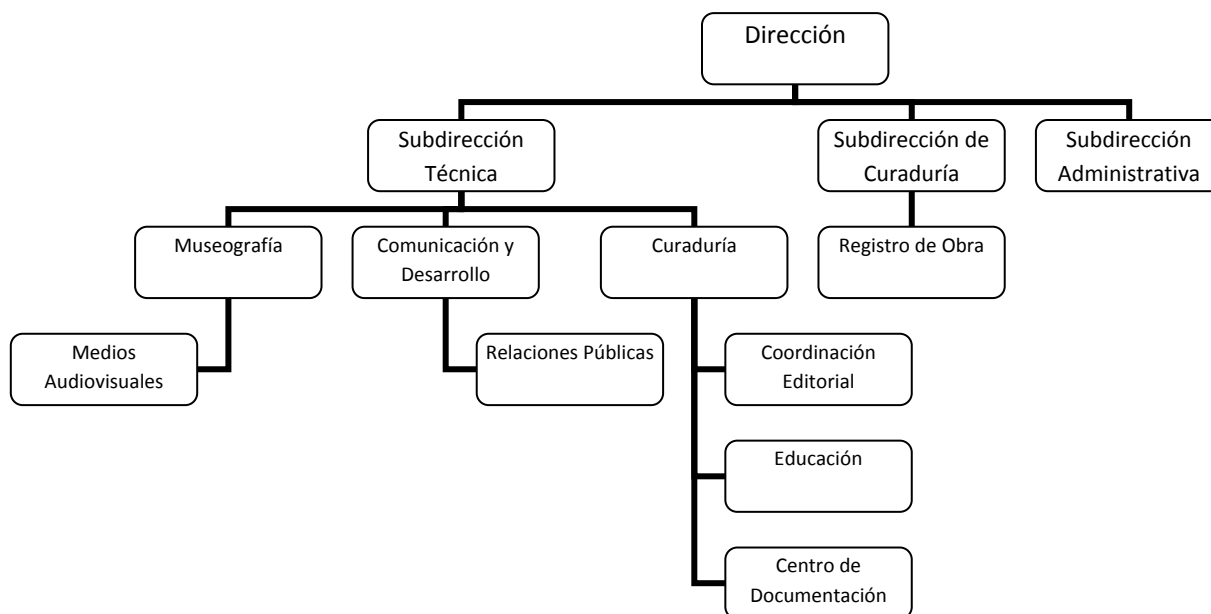 Dirección
Subdirección
Técnica
Subdirección de
Curaduría
Subdirección
Administrativa
Museografía
Comunicación y
Desarrollo
Curaduría
Registro de Obra
Medios
Audiovisuales
Relaciones Públicas
Coordinación
Editorial
Educación
Centro de
Documentación